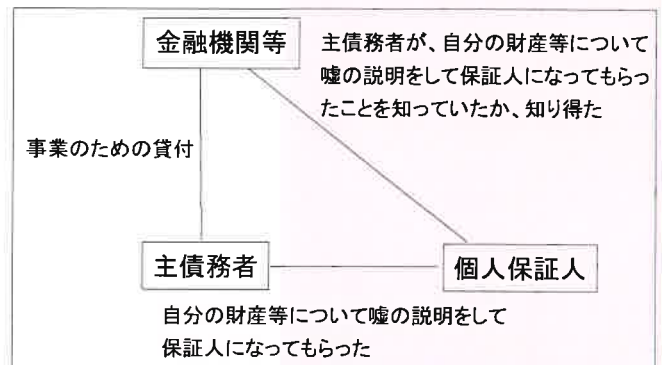 金融機関等
主債務者が、自分の財産等について
嘘の説明をして保証人になってもらっ
たことを知っていたか、知り得た
事業のための貸付
主債務者
個人保証人
自分の財産等について嘘の説明をして
保証人になってもらった